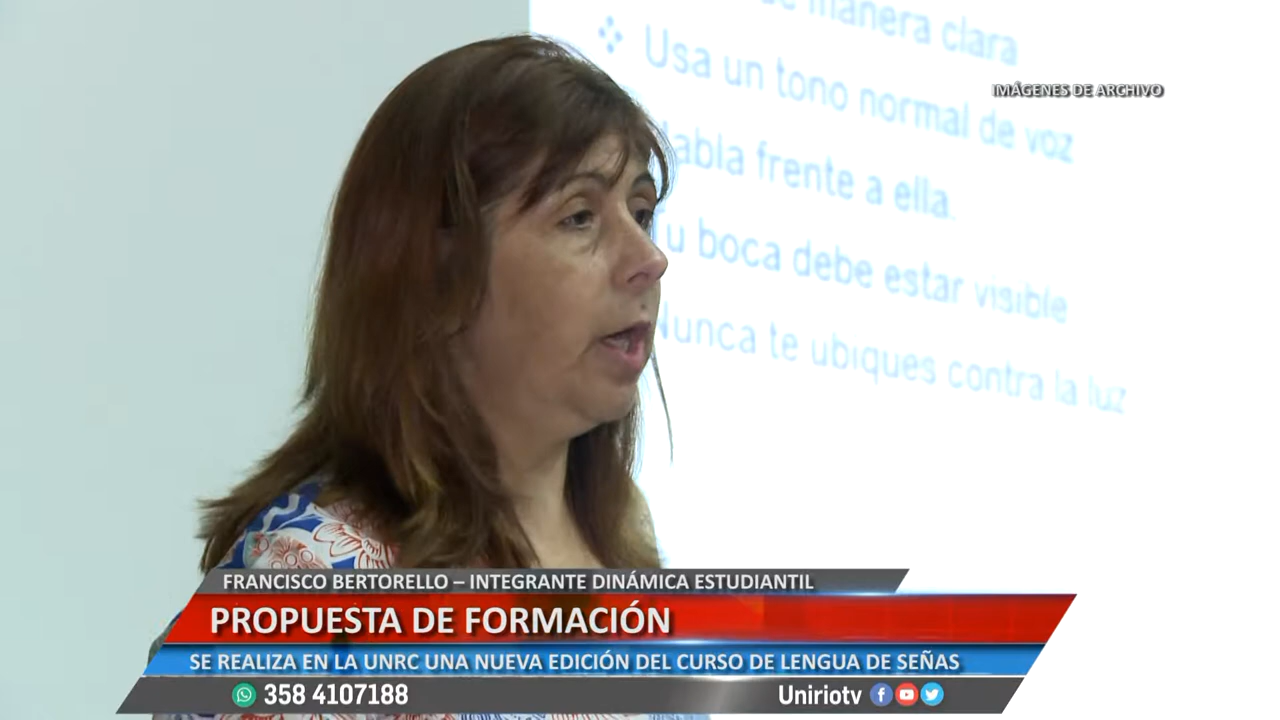 manera clara
Usa un tono normal de voz
IMÁGENES DE ARCHIVO
frente a ella.
boca debe estar visible
te ubiques contra la luz
FRANCISCO BERTORELLO – INTEGRANTE DINÁMICA ESTUDIANTIL
PROPUESTA DE FORMACIÓN
SE REALIZA EN LA UNRC UNA NUEVA EDICIÓN DEL CURSO DE LENGUA DE SEÑAS
358 4107188
Uniriotv